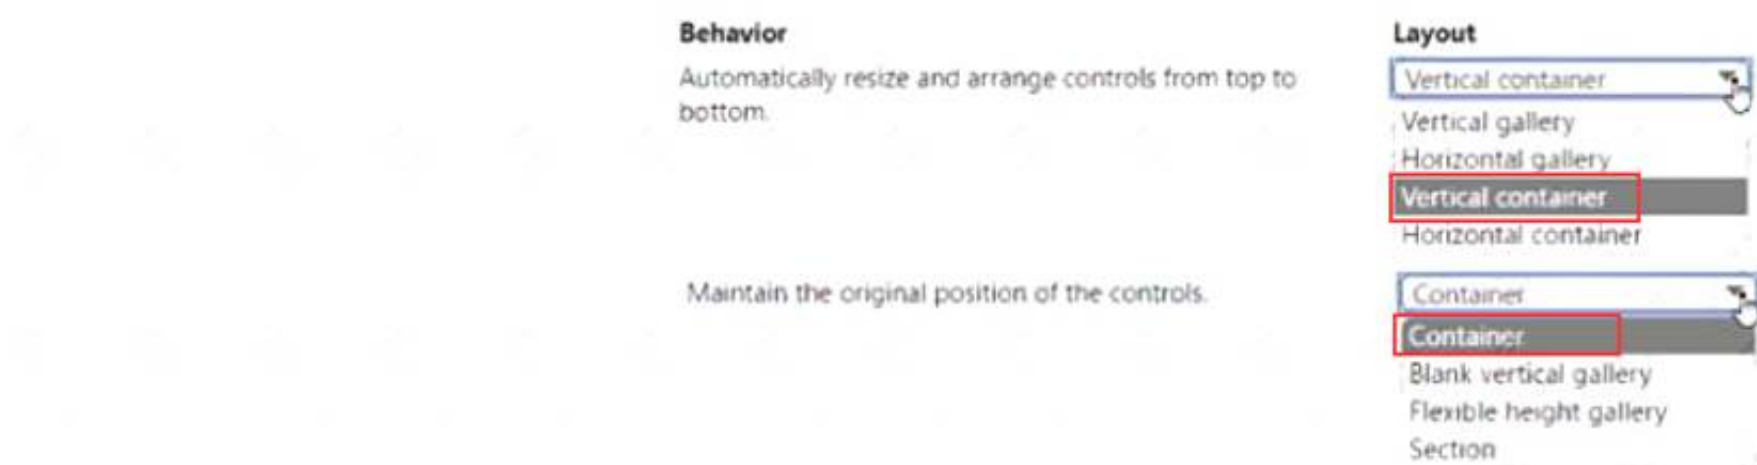 Behavior
Layout
Automatically resize and arrange controls from top to
bottom.
Vertical container
Vertical gallery
Horizontal gallery
Vertical container
Horizontal container
Maintain the original position of the controls.
Container
Container
Blank vertical gallery
Flexible height gallery
Section